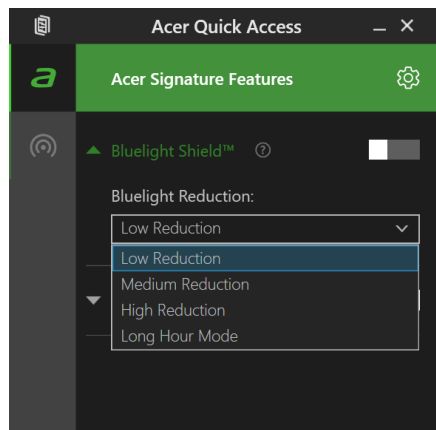 Acer Quick Access
a
Acer Signature Features
Bluelight Shield™ ?
Bluelight Reduction:
Low Reduction
Low Reduction
Medium Reduction
High Reduction
Long Hour Mode